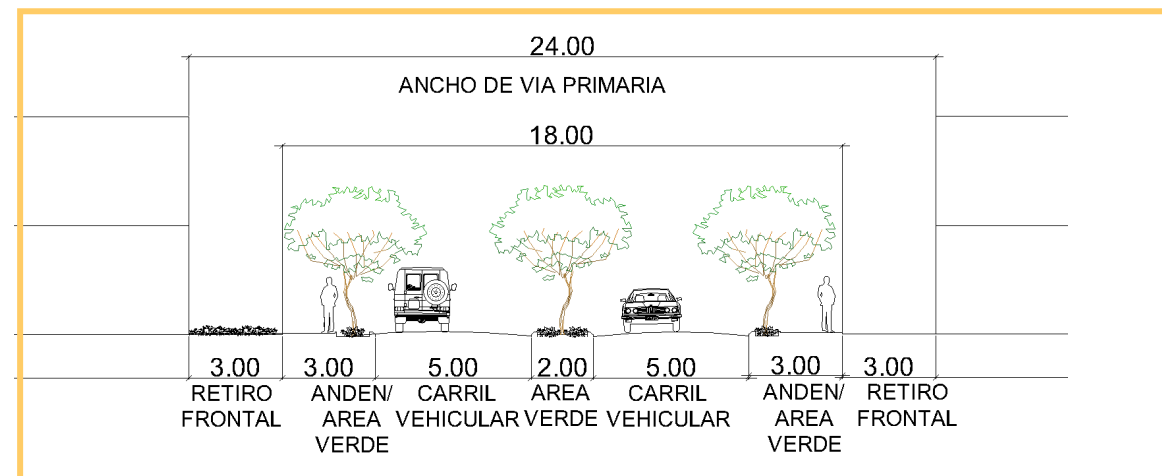 24.00
ANCHO DE VIA PRIMARIA
18.00
3.00 3.00 5.00 2.00 5.00 3.00 3.00
RETIRO ANDEN/ CARRIL AREA CARRIL ANDEN/ RETIRO
FRONTAL AREA VEHICULAR VERDE VEHICULAR AREA FRONTAL
VERDE VERDE